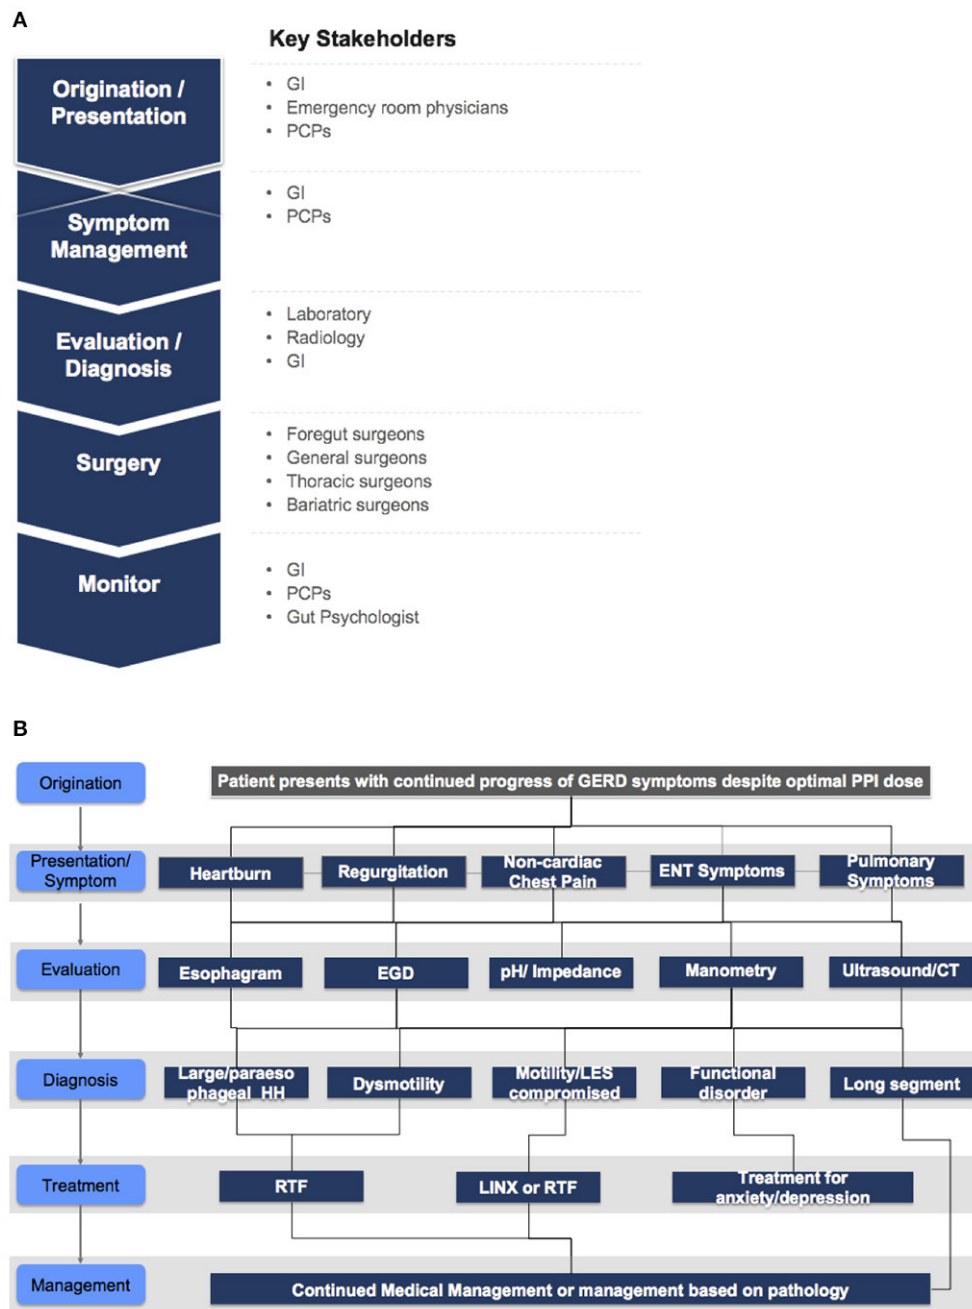 A
Key Stakeholders
Origination /
Presentation
• GI
• Emergency room physicians
• PCPs
Symptom
Management
• GI
• PCPs
Evaluation /
Diagnosis
• Laboratory
• Radiology
• GI
Surgery
• Foregut surgeons
• General surgeons
• Thoracic surgeons
• Bariatric surgeons
Monitor
• GI
• PCPs
• Gut Psychologist
B
Origination
Patient presents with continued progress of GERD symptoms despite optimal PPI dose
Presentation/
Symptom
Heartburn
Regurgitation
Non-cardiac
Chest Pain
ENT Symptoms
Pulmonary
Symptoms
Evaluation
Esophagram
EGD
pH/ Impedance
Manometry
Ultrasound/CT
Diagnosis
Large/paraeso
phageal HH
Dysmotility
Motility/LES
compromised
Functional
disorder
Long segment
Treatment
RTF
LINX or RTF
Treatment for
anxiety/depression
Management
Continued Medical Management or management based on pathology